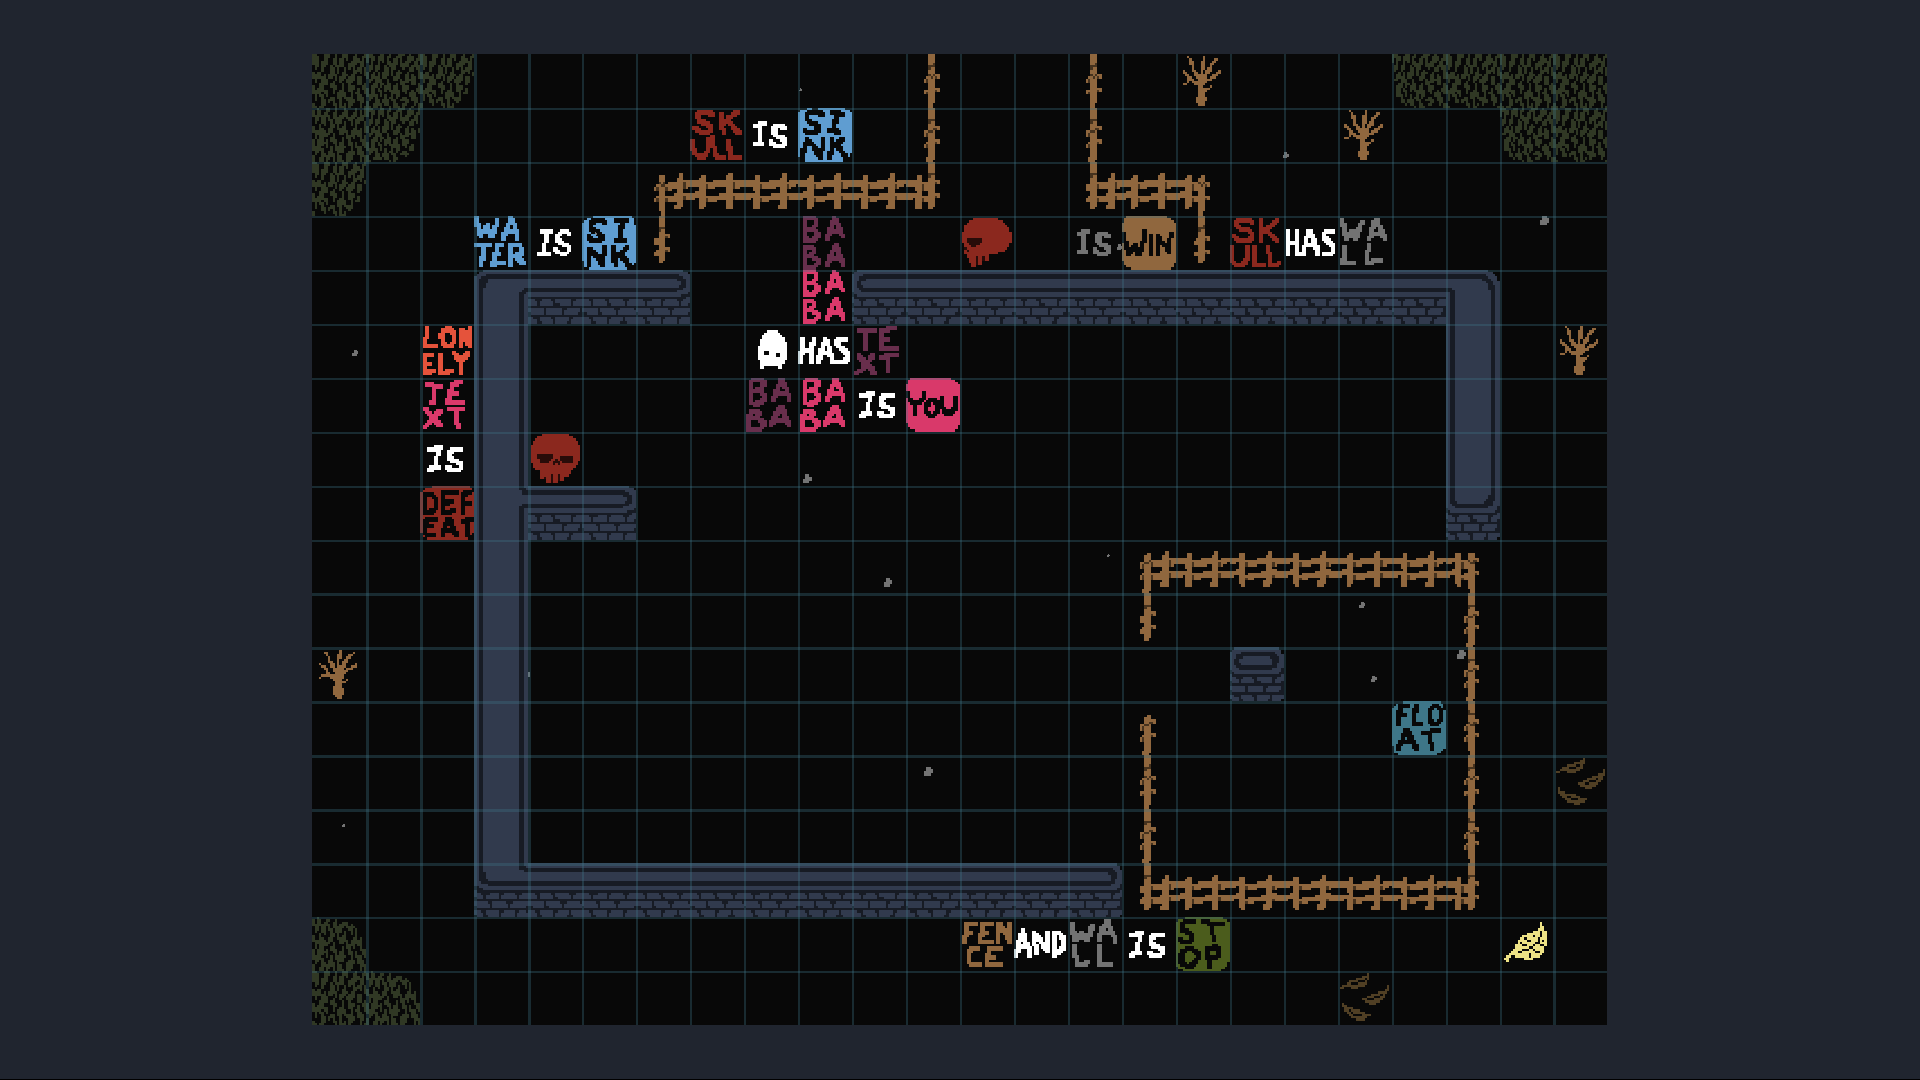 SKULL IS SINK
WATER IS SINK
BABA
IS WIN
SKULL HAS WALL
BABA
LONELY
HAS TEXT
TEXT
BABA BABA IS YOU
IS
DEFEAT
FLOAT
FENCE AND WALL IS STOP